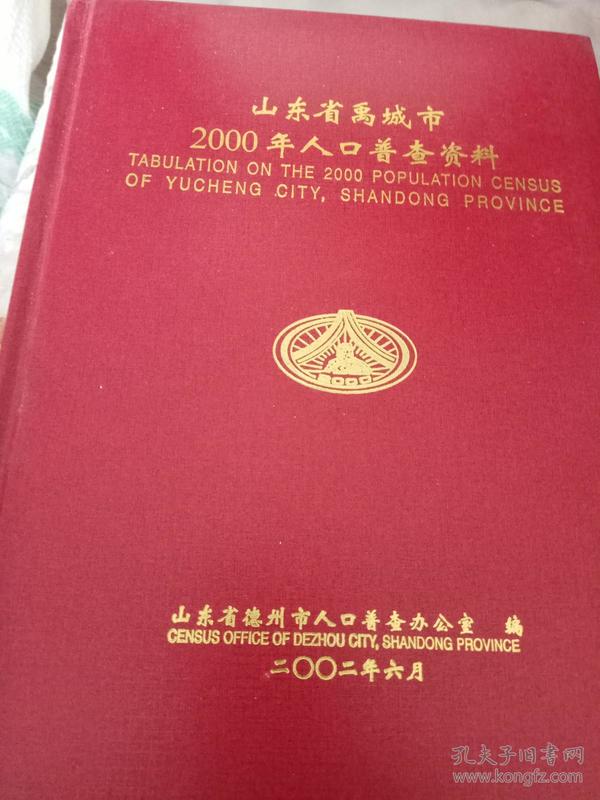 山东省禹城市
2000年人口普查资料
TABULATION ON THE 2000 POPULATION CENSUS
OF YUCHENG CITY, SHANDONG PROVINCE
2000
山东省德州市人口普查办公室 编
CENSUS OFFICE OF DEZHOU CITY, SHANDONG PROVINCE
二〇〇二年六月
孔夫子旧书网
www.kongfz.com